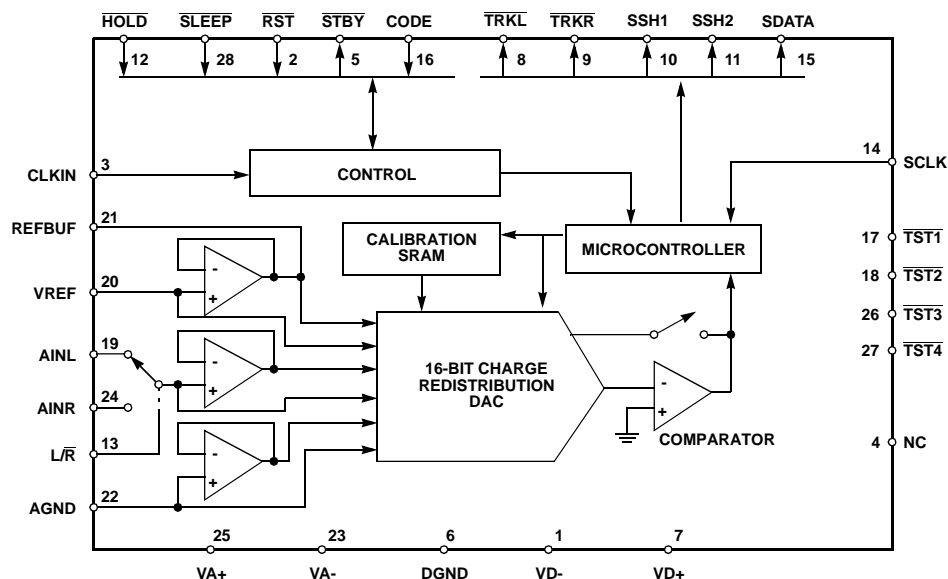 HOLD SLEEP RST STBY CODE TRKL TRKR SSH1 SSH2 SDATA
12 28 2 5 16 8 9 10 11 15
3
CLKIN
CONTROL
14
SCLK
21
REFBUF
CALIBRATION
SRAM
MICROCONTROLLER
17
TST1
20
VREF
-
+
18
TST2
26
TST3
19
AINL
-
+
16-BIT CHARGE
REDISTRIBUTION
DAC
27
TST4
24
AINR
-
+
COMPARATOR
13
L/R
-
+
4
NC
22
AGND
25 23 6 1 7
VA+ VA- DGND VD- VD+